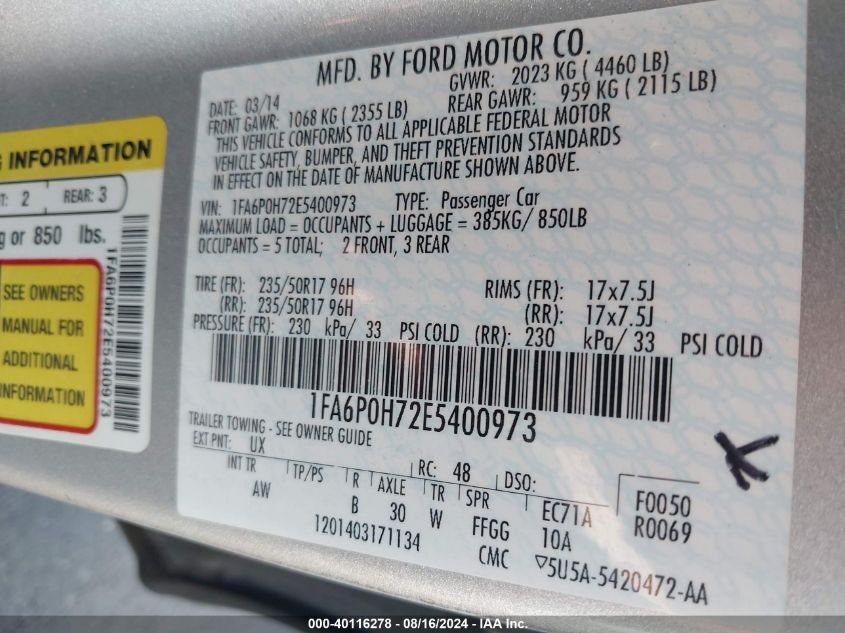 MFD. BY FORD MOTOR CO.
DATE: 03/14 GVWR: 2023 KG ( 4460 LB)
FRONT GAWR: 1068 KG ( 2355 LB) REAR GAWR: 959 KG ( 2115 LB)
THIS VEHICLE CONFORMS TO ALL APPLICABLE FEDERAL MOTOR
VEHICLE SAFETY, BUMPER, AND THEFT PREVENTION STANDARDS
IN EFFECT ON THE DATE OF MANUFACTURE SHOWN ABOVE.
VIN: 1FA6P0H72E5400973 TYPE: Passenger Car
MAXIMUM LOAD = OCCUPANTS + LUGGAGE = 385KG/ 850LB
OCCUPANTS = 5 TOTAL; 2 FRONT, 3 REAR
TIRE (FR): 235/50R17 96H RIMS (FR): 17x7.5J
(RR): 235/50R17 96H (RR): 17x7.5J
PRESSURE (FR): 230 kPa/ 33 PSI COLD (RR): 230 kPa/ 33 PSI COLD
1FA6P0H72E5400973
TRAILER TOWING - SEE OWNER GUIDE
EXT PNT: UX RC: 48 DSO:
INT TR TP/PS R AXLE TR SPR EC71A F0050
AW B 30 W FFGG 10A R0069
1201403171134 CMC 5U5A-5420472-AA
K
G INFORMATION
T: 2 REAR: 3
g or 850 lbs.
SEE OWNERS
MANUAL FOR
ADDITIONAL
INFORMATION
1FA6P0H72E5400973
000-40116278 - 08/16/2024 - IAA Inc.